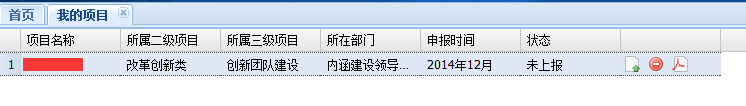 首页 我的项目
项目名称 所属二级项目 所属三级项目 所在部门 申报时间 状态
1 改革创新类 创新团队建设 内涵建设领导... 2014年12月 未上报